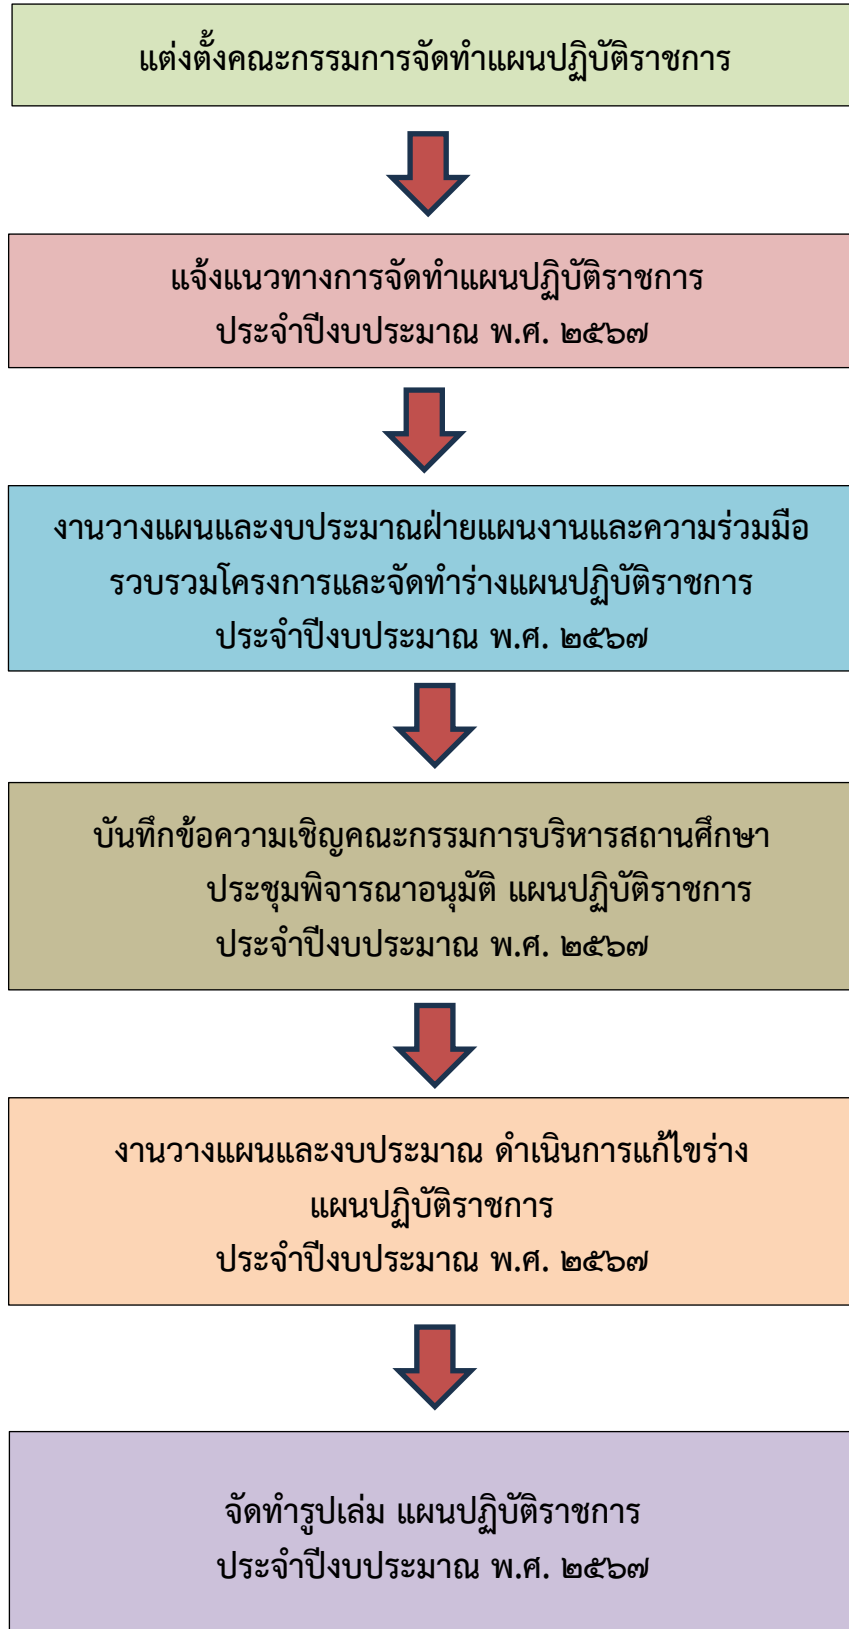 แต่งตั้งคณะกรรมการจัดทำแผนปฏิบัติราชการ
แจ้งแนวทางการจัดทำแผนปฏิบัติราชการ
ประจำปีงบประมาณ พ.ศ. ๒๕๖๗
งานวางแผนและงบประมาณฝ่ายแผนงานและความร่วมมือ
รวบรวมโครงการและจัดทำร่างแผนปฏิบัติราชการ
ประจำปีงบประมาณ พ.ศ. ๒๕๖๗
บันทึกข้อความเชิญคณะกรรมการบริหารสถานศึกษา
ประชุมพิจารณาอนุมัติ แผนปฏิบัติราชการ
ประจำปีงบประมาณ พ.ศ. ๒๕๖๗
งานวางแผนและงบประมาณ ดำเนินการแก้ไขร่าง
แผนปฏิบัติราชการ
ประจำปีงบประมาณ พ.ศ. ๒๕๖๗
จัดทำรูปเล่ม แผนปฏิบัติราชการ
ประจำปีงบประมาณ พ.ศ. ๒๕๖๗